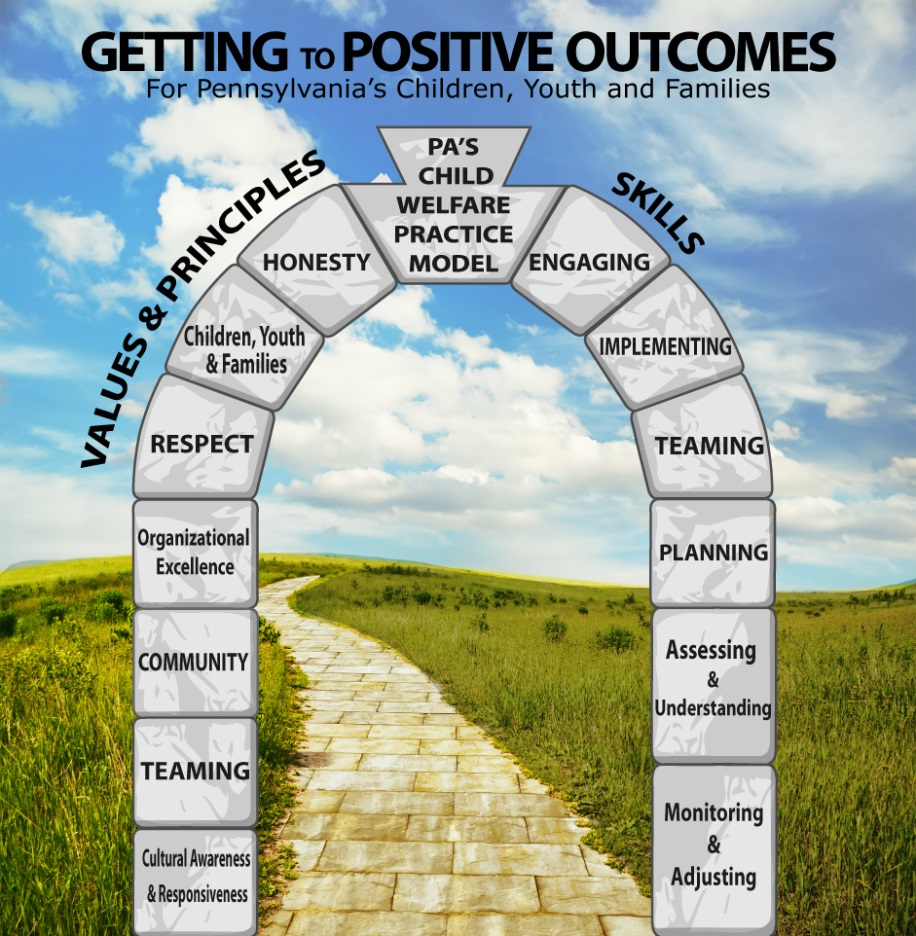 GETTING TO POSITIVE OUTCOMES
For Pennsylvania's Children, Youth and Families
PA'S
CHILD
WELFARE
PRACTICE
MODEL
VALUES & PRINCIPLES
HONESTY
Children, Youth
& Families
RESPECT
Organizational
Excellence
COMMUNITY
TEAMING
Cultural Awareness
& Responsiveness
SKILLS
ENGAGING
IMPLEMENTING
TEAMING
PLANNING
Assessing
&
Understanding
Monitoring
&
Adjusting